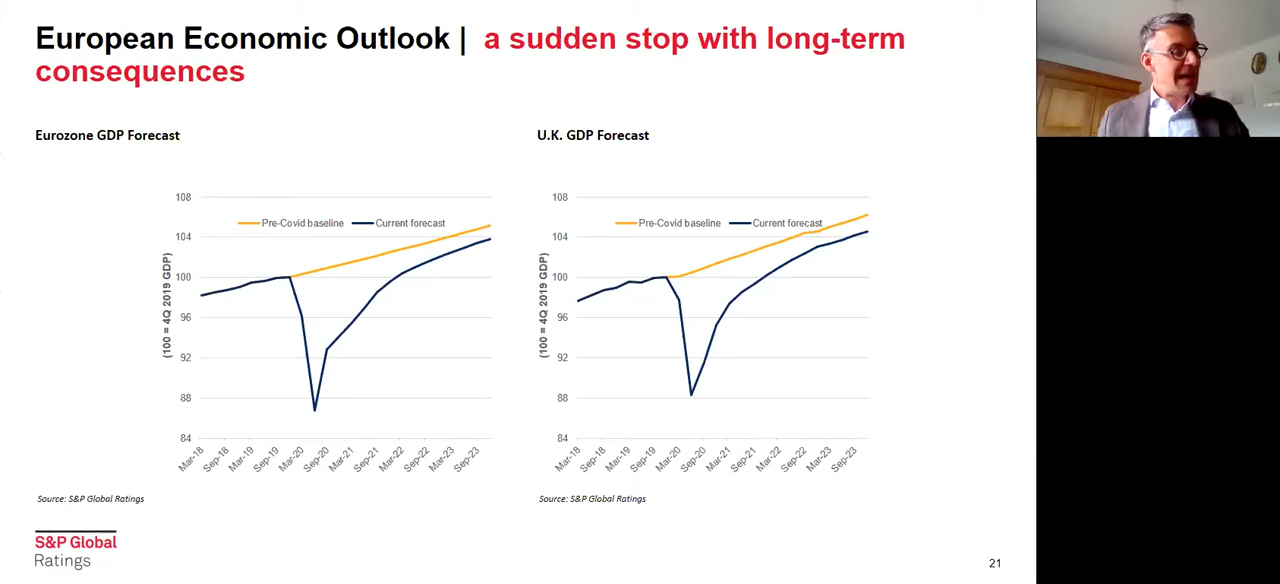 European Economic Outlook | a sudden stop with long-term
consequences
Eurozone GDP Forecast
108
104
100
96
92
88
84
(100 = 4Q 2019 GDP)
Pre-Covid baseline
Current forecast
Mar-18
Sep-18
Mar-19
Sep-19
Mar-20
Sep-20
Mar-21
Sep-21
Mar-22
Sep-22
Mar-23
Sep-23
Source: S&P Global Ratings
U.K. GDP Forecast
108
104
100
96
92
88
84
(100 = 4Q 2019 GDP)
Pre-Covid baseline
Current forecast
Mar-18
Sep-18
Mar-19
Sep-19
Mar-20
Sep-20
Mar-21
Sep-21
Mar-22
Sep-22
Mar-23
Sep-23
Source: S&P Global Ratings
S&P Global
Ratings
21